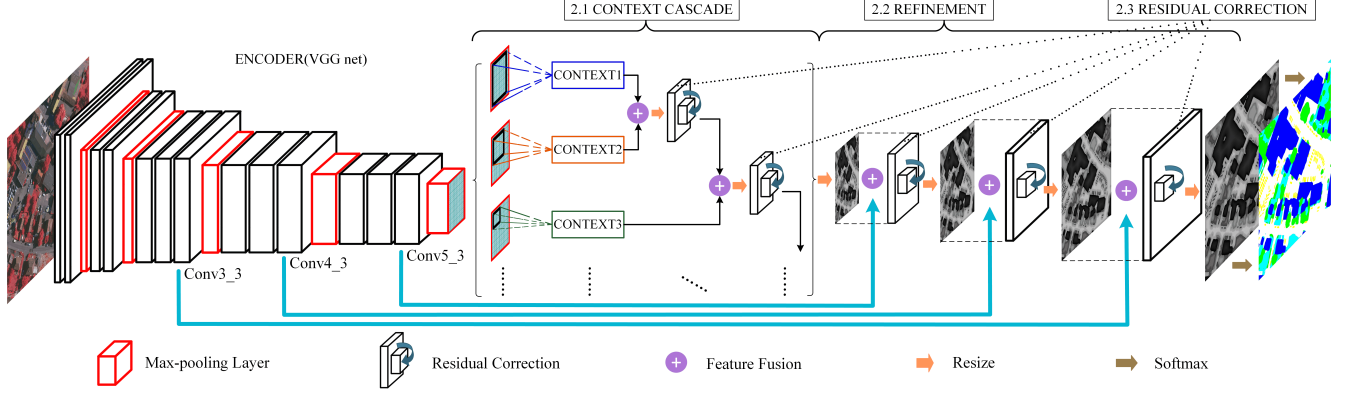 2.1 CONTEXT CASCADE
2.2 REFINEMENT
2.3 RESIDUAL CORRECTION
ENCODER(VGG net)
CONTEXT1
CONTEXT2
CONTEXT3
Conv3_3
Conv4_3
Conv5_3
Max-pooling Layer
Residual Correction
Feature Fusion
Resize
Softmax